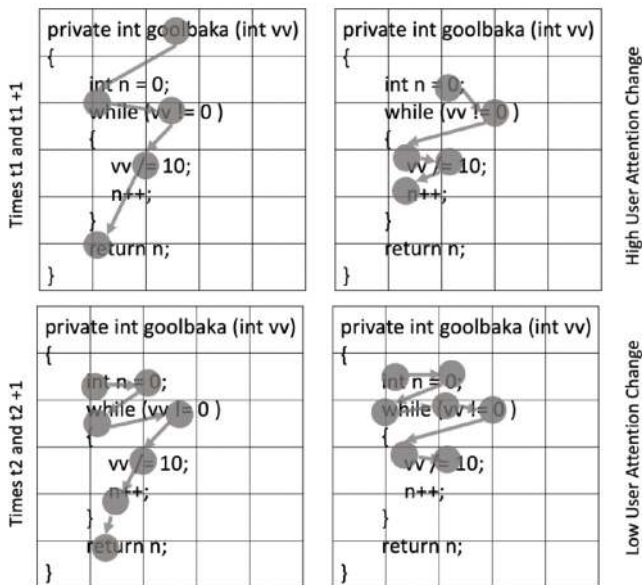 Times t1 and t1 +1
private int goolbaka (int vv)
{
int n = 0;
while (vv != 0 )
{
vv /= 10;
n++;
}
return n;
}
private int goolbaka (int vv)
{
int n = 0;
while (vv != 0 )
{
vv /= 10;
n++;
}
return n;
}
High User Attention Change
Times t2 and t2 +1
private int goolbaka (int vv)
{
int n = 0;
while (vv != 0 )
{
vv /= 10;
n++;
}
return n;
}
private int goolbaka (int vv)
{
int n = 0;
while (vv != 0 )
{
vv /= 10;
n++;
}
return n;
}
Low User Attention Change